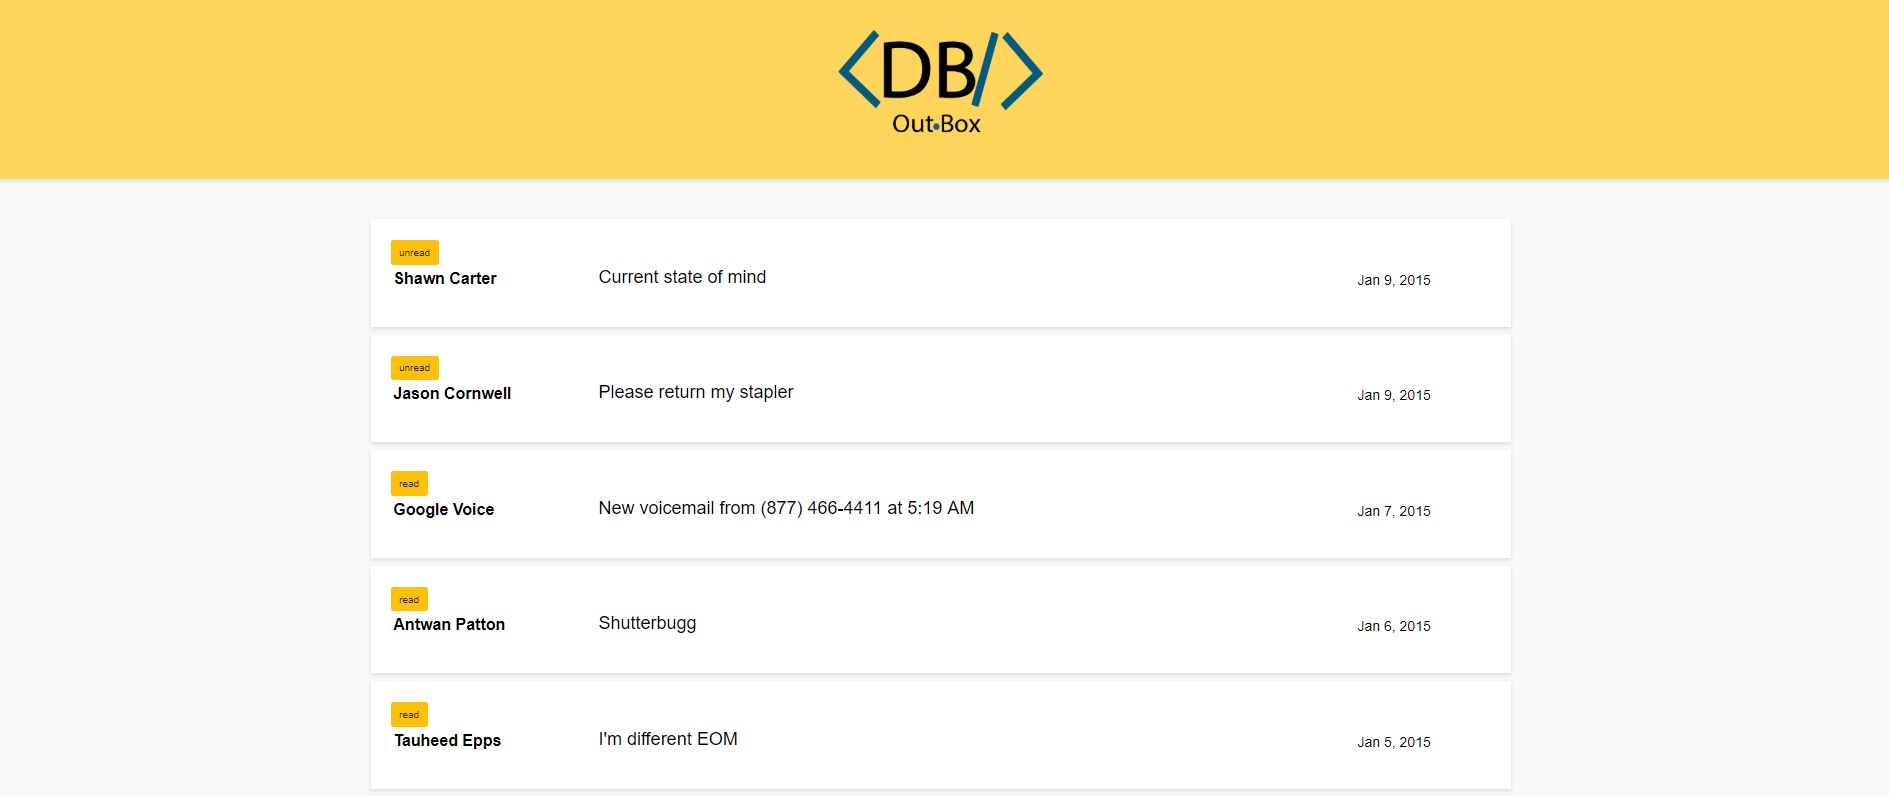 <DB/>
Out•Box
unread
Shawn Carter Current state of mind Jan 9, 2015
unread
Jason Cornwell Please return my stapler Jan 9, 2015
read
Google Voice New voicemail from (877) 466-4411 at 5:19 AM Jan 7, 2015
read
Antwan Patton Shutterbugg Jan 6, 2015
read
Tauheed Epps I'm different EOM Jan 5, 2015